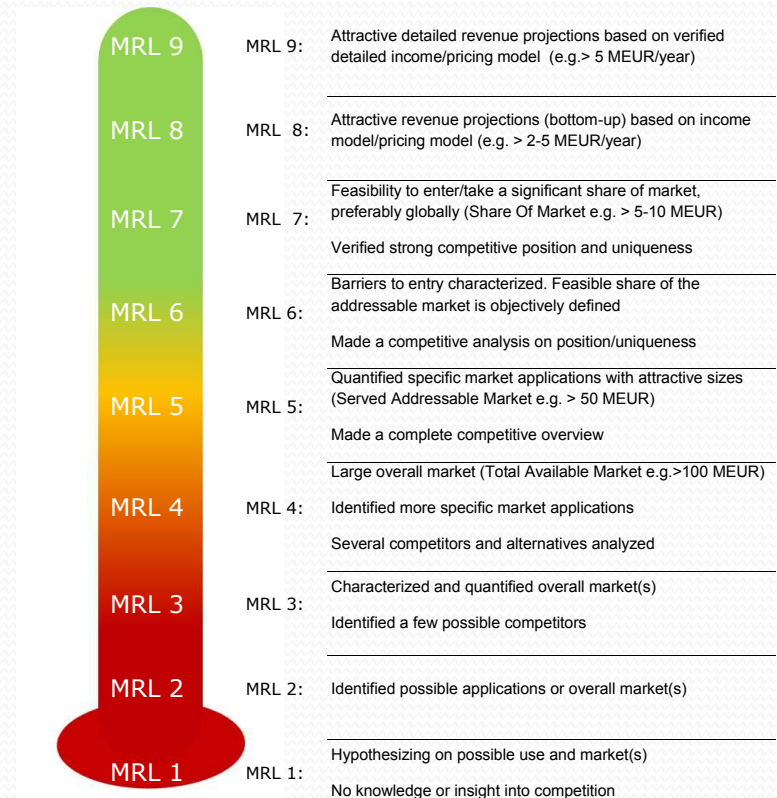 MRL 9
MRL 9:
Attractive detailed revenue projections based on verified
detailed income/pricing model (e.g.> 5 MEUR/year)
MRL 8
MRL 8:
Attractive revenue projections (bottom-up) based on income
model/pricing model (e.g. > 2-5 MEUR/year)
MRL 7
MRL 7:
Feasibility to enter/take a significant share of market,
preferably globally (Share Of Market e.g. > 5-10 MEUR)
Verified strong competitive position and uniqueness
MRL 6
MRL 6:
Barriers to entry characterized. Feasible share of the
addressable market is objectively defined
Made a competitive analysis on position/uniqueness
MRL 5
MRL 5:
Quantified specific market applications with attractive sizes
(Served Addressable Market e.g. > 50 MEUR)
Made a complete competitive overview
MRL 4
MRL 4:
Large overall market (Total Available Market e.g.>100 MEUR)
Identified more specific market applications
Several competitors and alternatives analyzed
MRL 3
MRL 3:
Characterized and quantified overall market(s)
Identified a few possible competitors
MRL 2
MRL 2:
Identified possible applications or overall market(s)
MRL 1
MRL 1:
Hypothesizing on possible use and market(s)
No knowledge or insight into competition